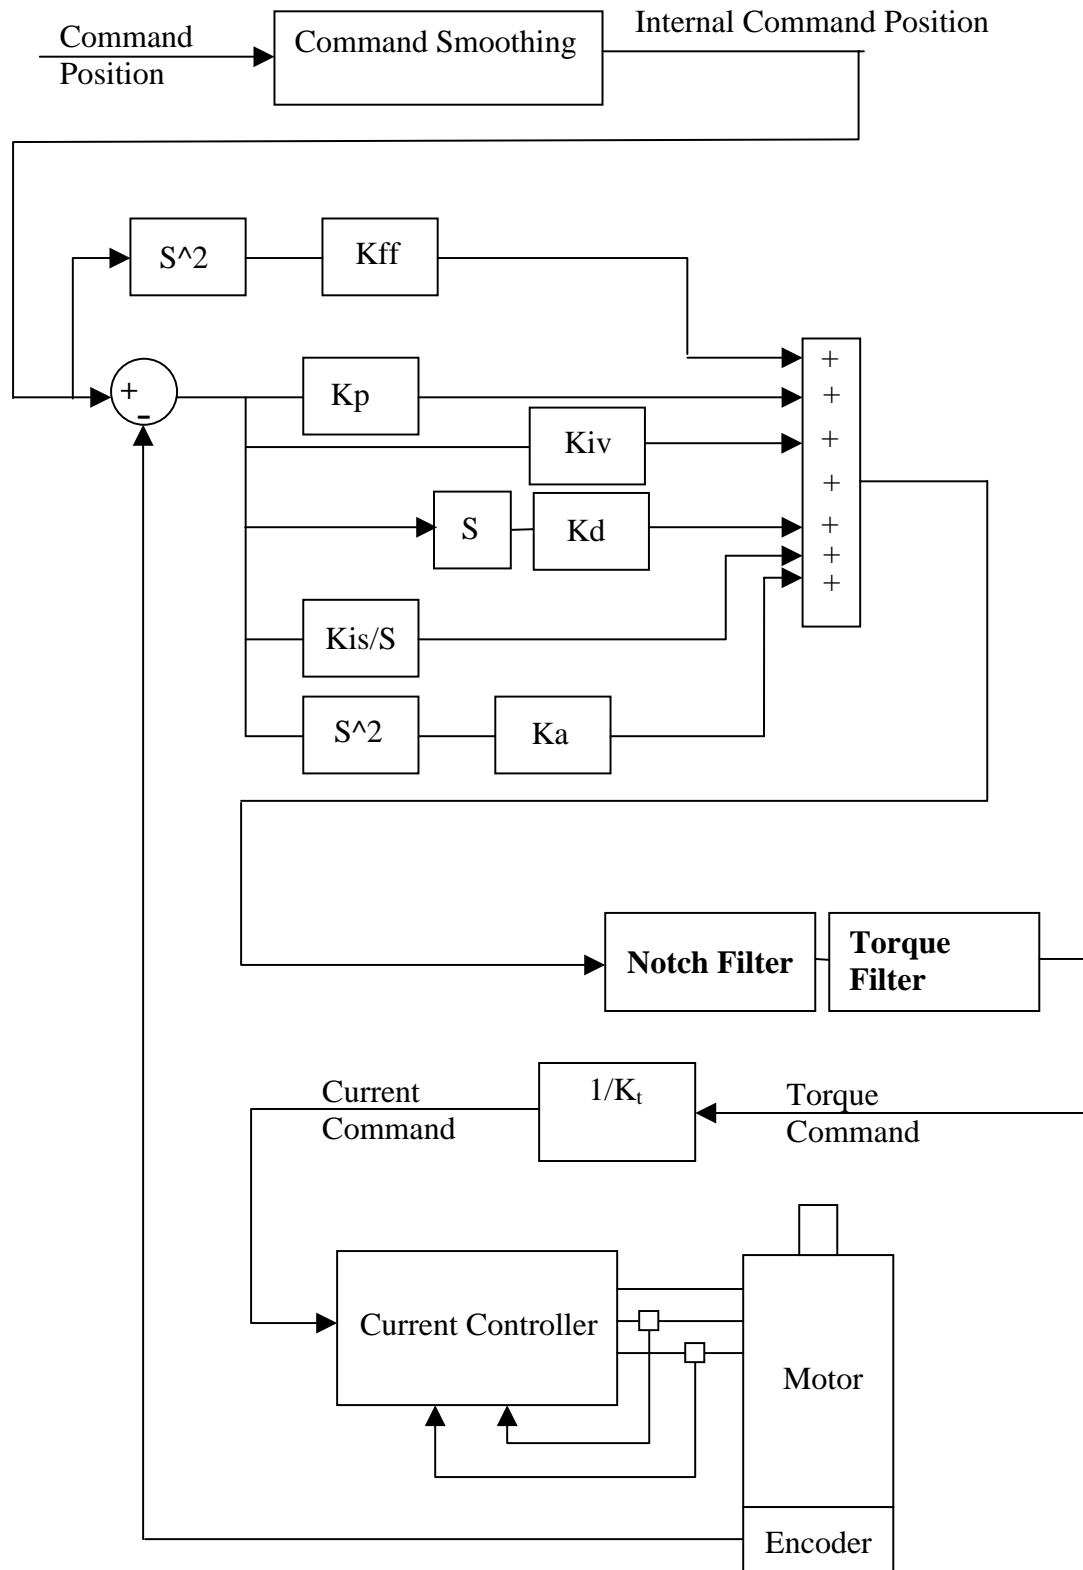 Command
Position
Command Smoothing
Internal Command Position
S^2
Kff
+
-
Kp
Kiv
S
Kd
Kis/S
S^2
Ka
+
+
+
+
+
+
+
Notch Filter
Torque
Filter
Current
Command
1/Kt
Torque
Command
Current Controller
Motor
Encoder